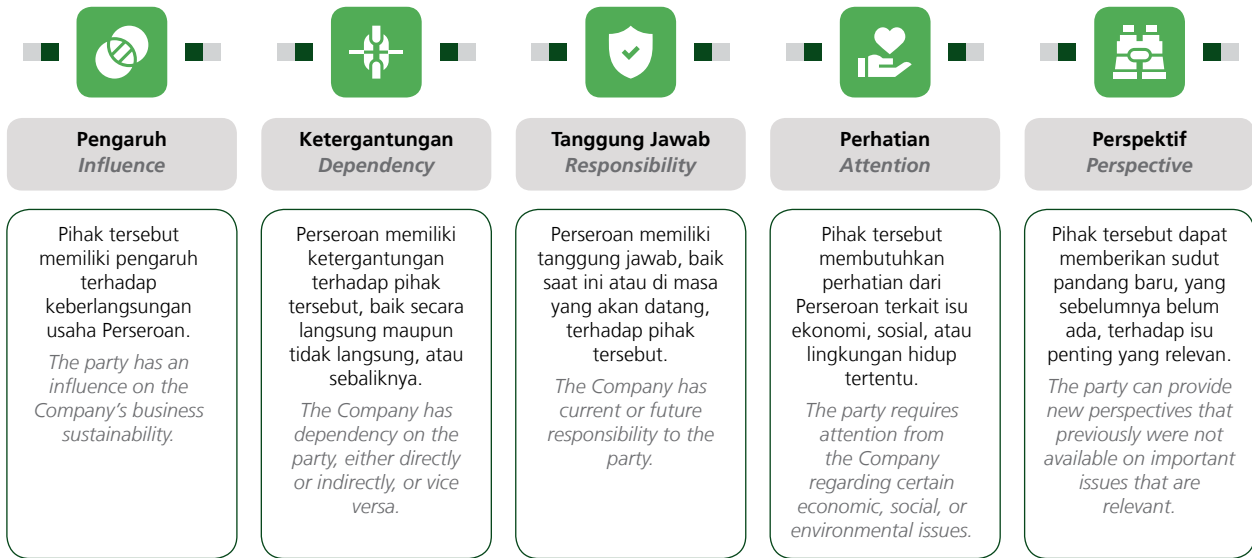 Pengaruh
Influence
Pihak tersebut
memiliki pengaruh
terhadap
keberlangsungan
usaha Perseroan.
The party has an
influence on the
Company's business
sustainability.
Ketergantungan
Dependency
Perseroan memiliki
ketergantungan
terhadap pihak
tersebut, baik secara
langsung maupun
tidak langsung, atau
sebaliknya.
The Company has
dependency on the
party, either directly
or indirectly, or vice
versa.
Tanggung Jawab
Responsibility
Perseroan memiliki
tanggung jawab, baik
saat ini atau di masa
yang akan datang,
terhadap pihak
tersebut.
The Company has
current or future
responsibility to the
party.
Perhatian
Attention
Pihak tersebut
membutuhkan
perhatian dari
Perseroan terkait isu
ekonomi, sosial, atau
lingkungan hidup
tertentu.
The party requires
attention from
the Company
regarding certain
economic, social, or
environmental issues.
Perspektif
Perspective
Pihak tersebut dapat
memberikan sudut
pandang baru, yang
sebelumnya belum
ada, terhadap isu
penting yang relevan.
The party can provide
new perspectives that
previously were not
available on important
issues that are
relevant.